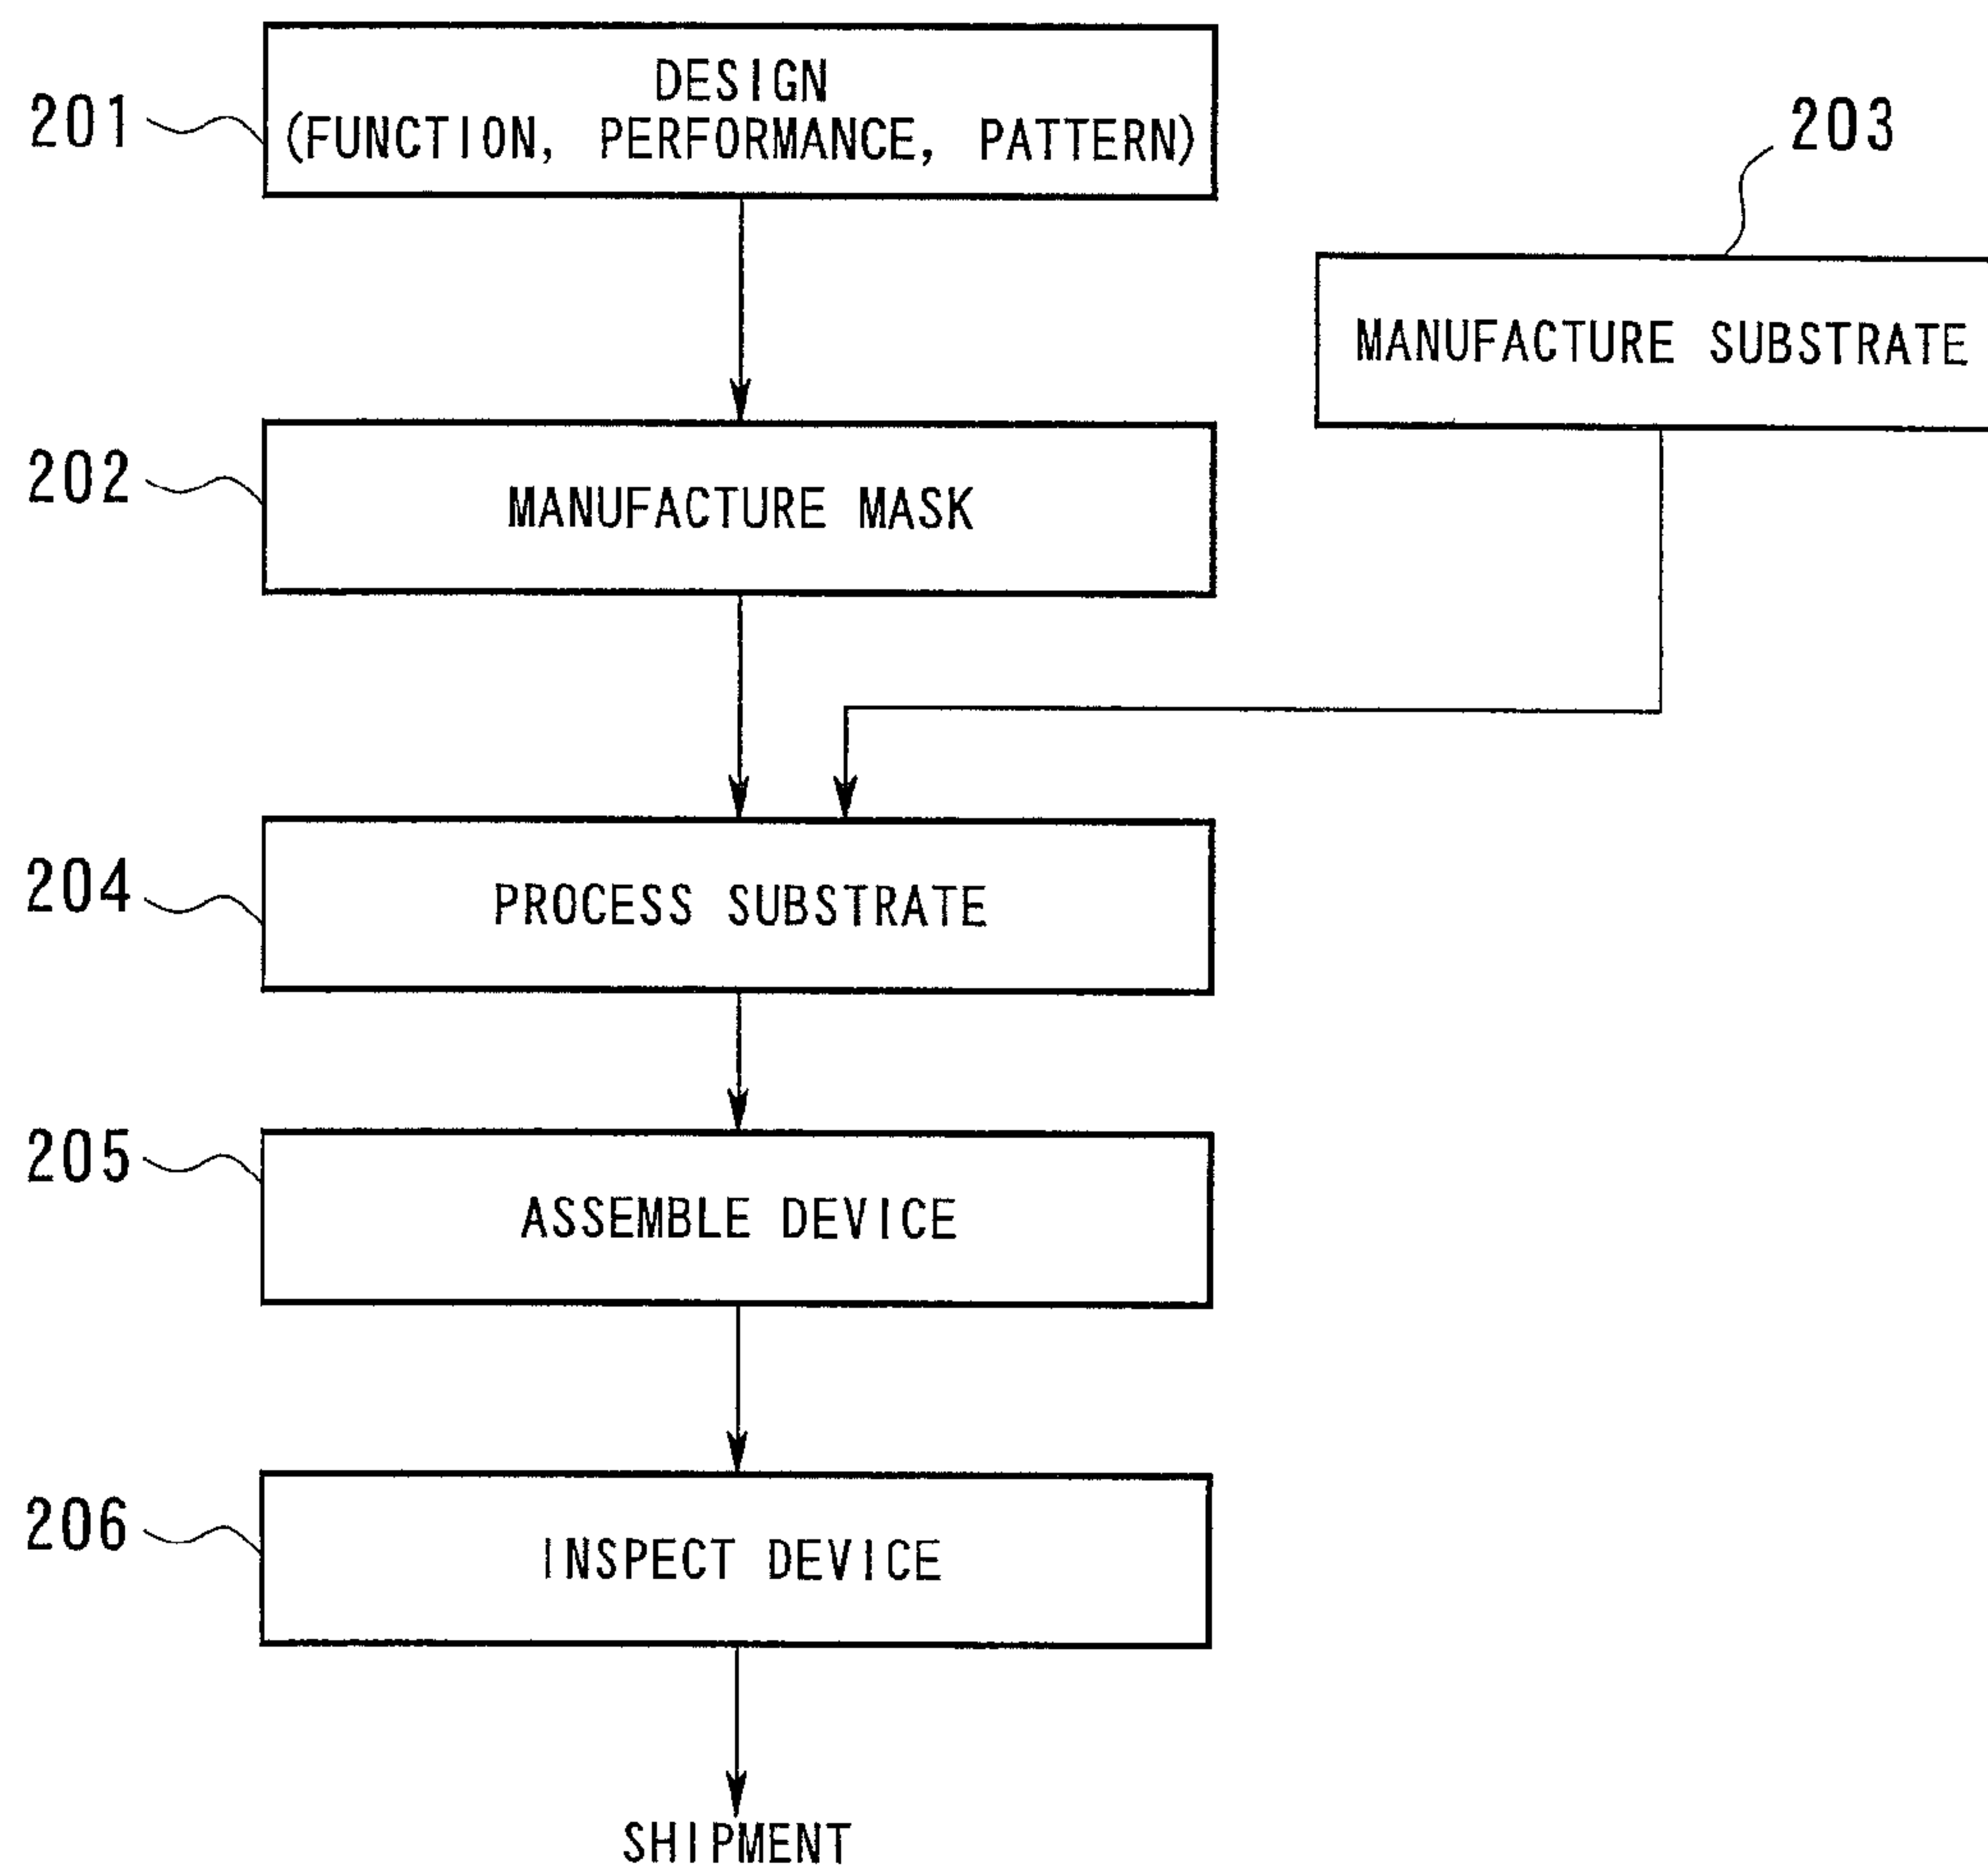 201
DESIGN
(FUNCTION, PERFORMANCE, PATTERN)
203
MANUFACTURE SUBSTRATE
202
MANUFACTURE MASK
204
PROCESS SUBSTRATE
205
ASSEMBLE DEVICE
206
INSPECT DEVICE
SHIPMENT